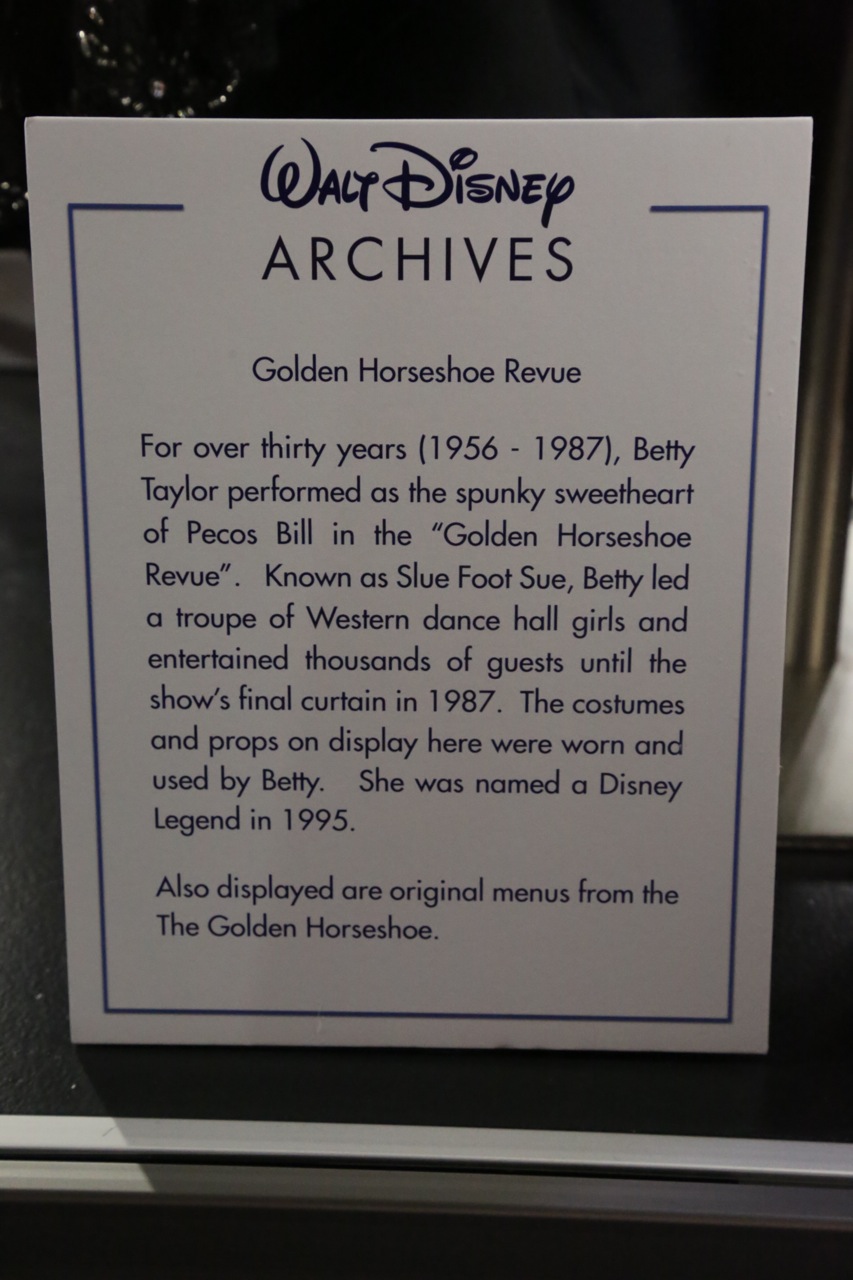 WALT DISNEY
ARCHIVES
Golden Horseshoe Revue
For over thirty years (1956 - 1987), Betty
Taylor performed as the spunky sweetheart
of Pecos Bill in the “Golden Horseshoe
Revue”. Known as Slue Foot Sue, Betty led
a troupe of Western dance hall girls and
entertained thousands of guests until the
show’s final curtain in 1987. The costumes
and props on display here were worn and
used by Betty. She was named a Disney
Legend in 1995.
Also displayed are original menus from the
The Golden Horseshoe.